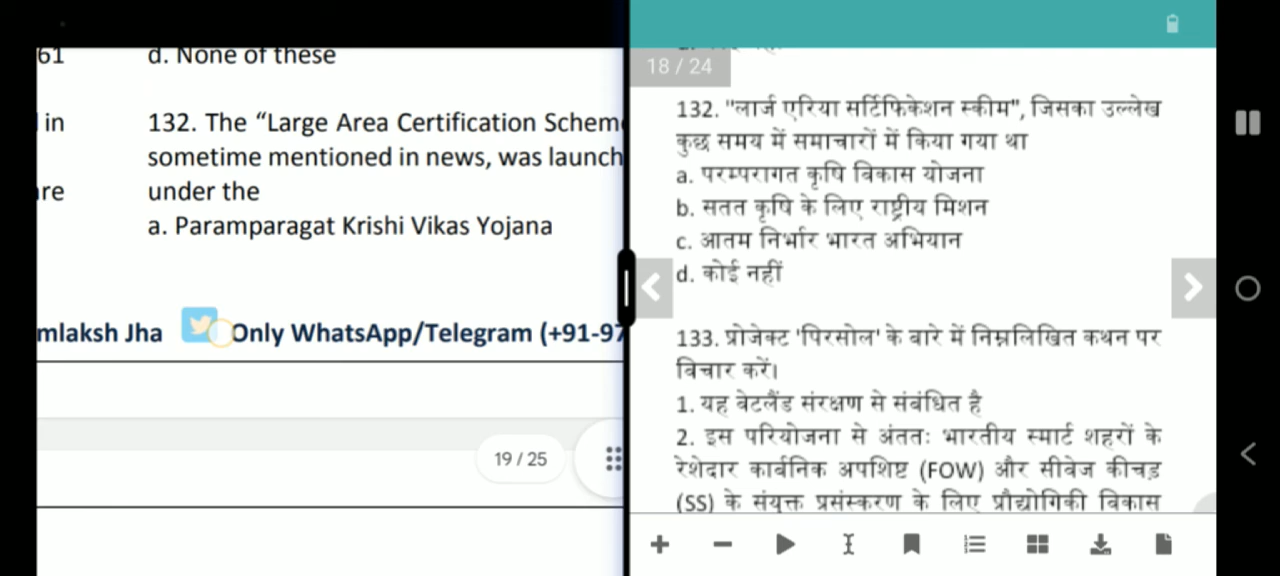 61
d. None of these
in
132. The “Large Area Certification Schem
sometime mentioned in news, was launch
are
under the
a. Paramparagat Krishi Vikas Yojana
mlaksh Jha
Only WhatsApp/Telegram (+91-97
19 / 25
18 / 24
132. "लार्ज एरिया सर्टिफिकेशन स्कीम", जिसका उल्लेख
कुछ समय में समाचारों में किया गया था
a. परम्परागत कृषि विकास योजना
b. सतत कृषि के लिए राष्ट्रीय मिशन
c. आतम निर्भार भारत अभियान
d. कोई नहीं
133. प्रोजेक्ट 'पिरसोल' के बारे में निम्नलिखित कथन पर
विचार करें।
1. यह वेटलैंड संरक्षण से संबंधित है
2. इस परियोजना से अंततः भारतीय स्मार्ट शहरों के
रेशेदार कार्बनिक अपशिष्ट (FOW) और सीवेज कीचड़
(SS) के संयुक्त प्रसंस्करण के लिए प्रौद्योगिकी विकास